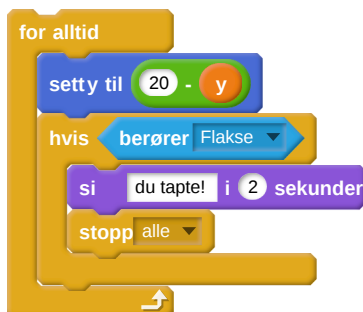 for alltid
sett y til 20 - y
hvis berører Flakse
si du tapte! i 2 sekunder
stopp alle